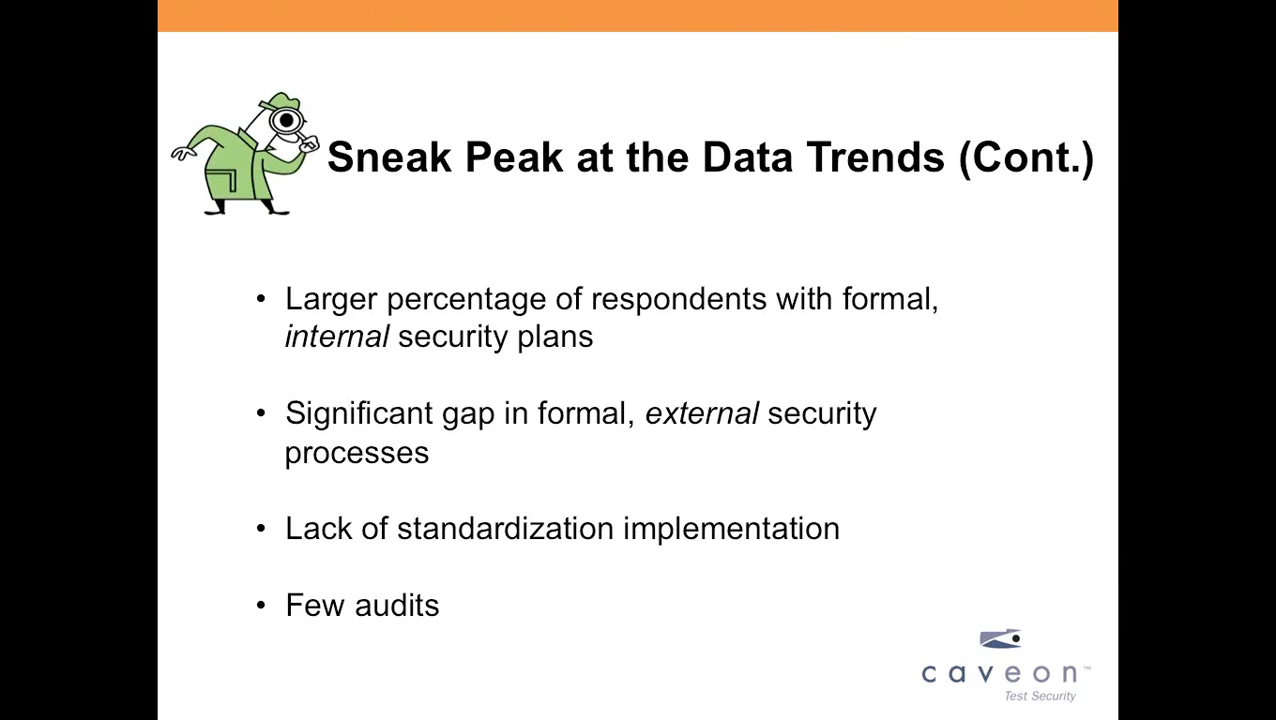 Sneak Peak at the Data Trends (Cont.)
• Larger percentage of respondents with formal,
internal security plans
• Significant gap in formal, external security
processes
• Lack of standardization implementation
• Few audits
caveon™
Test Security